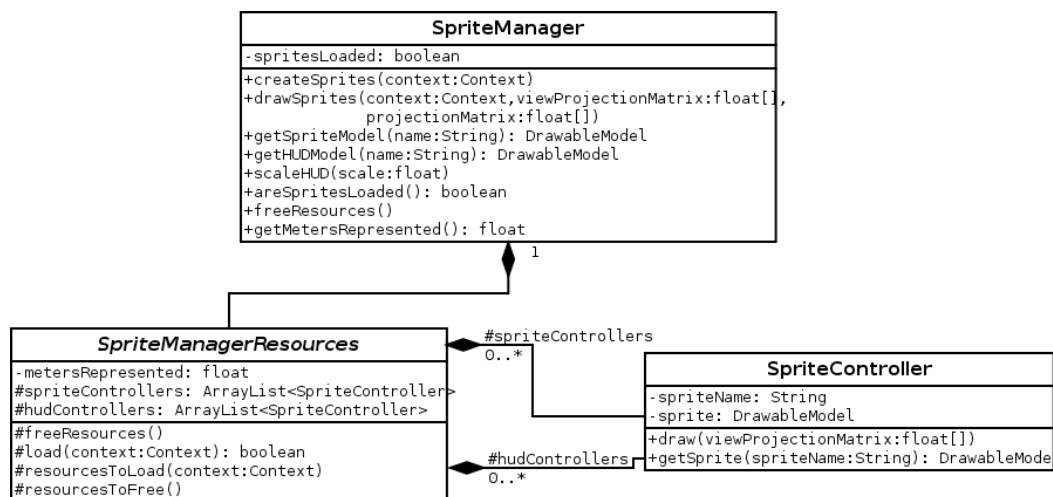 SpriteManager
-spritesLoaded: boolean
+createSprites(context:Context)
+drawSprites(context:Context,viewProjectionMatrix:float[],
projectionMatrix:float[])
+getSpriteModel(name:String): DrawableModel
+getHUDModel(name:String): DrawableModel
+scaleHUD(scale:float)
+areSpritesLoaded(): boolean
+freeResources()
+getMetersRepresented(): float
1
SpriteManagerResources
-metersRepresented: float
#spriteControllers: ArrayList<SpriteController>
#hudControllers: ArrayList<SpriteController>
#freeResources()
#load(context:Context): boolean
#resourcesToLoad(context:Context)
#resourcesToFree()
#spriteControllers
0..*
#hudControllers
0..*
SpriteController
-spriteName: String
-sprite: DrawableModel
+draw(viewProjectionMatrix:float[])
+getSprite(spriteName:String): DrawableMode